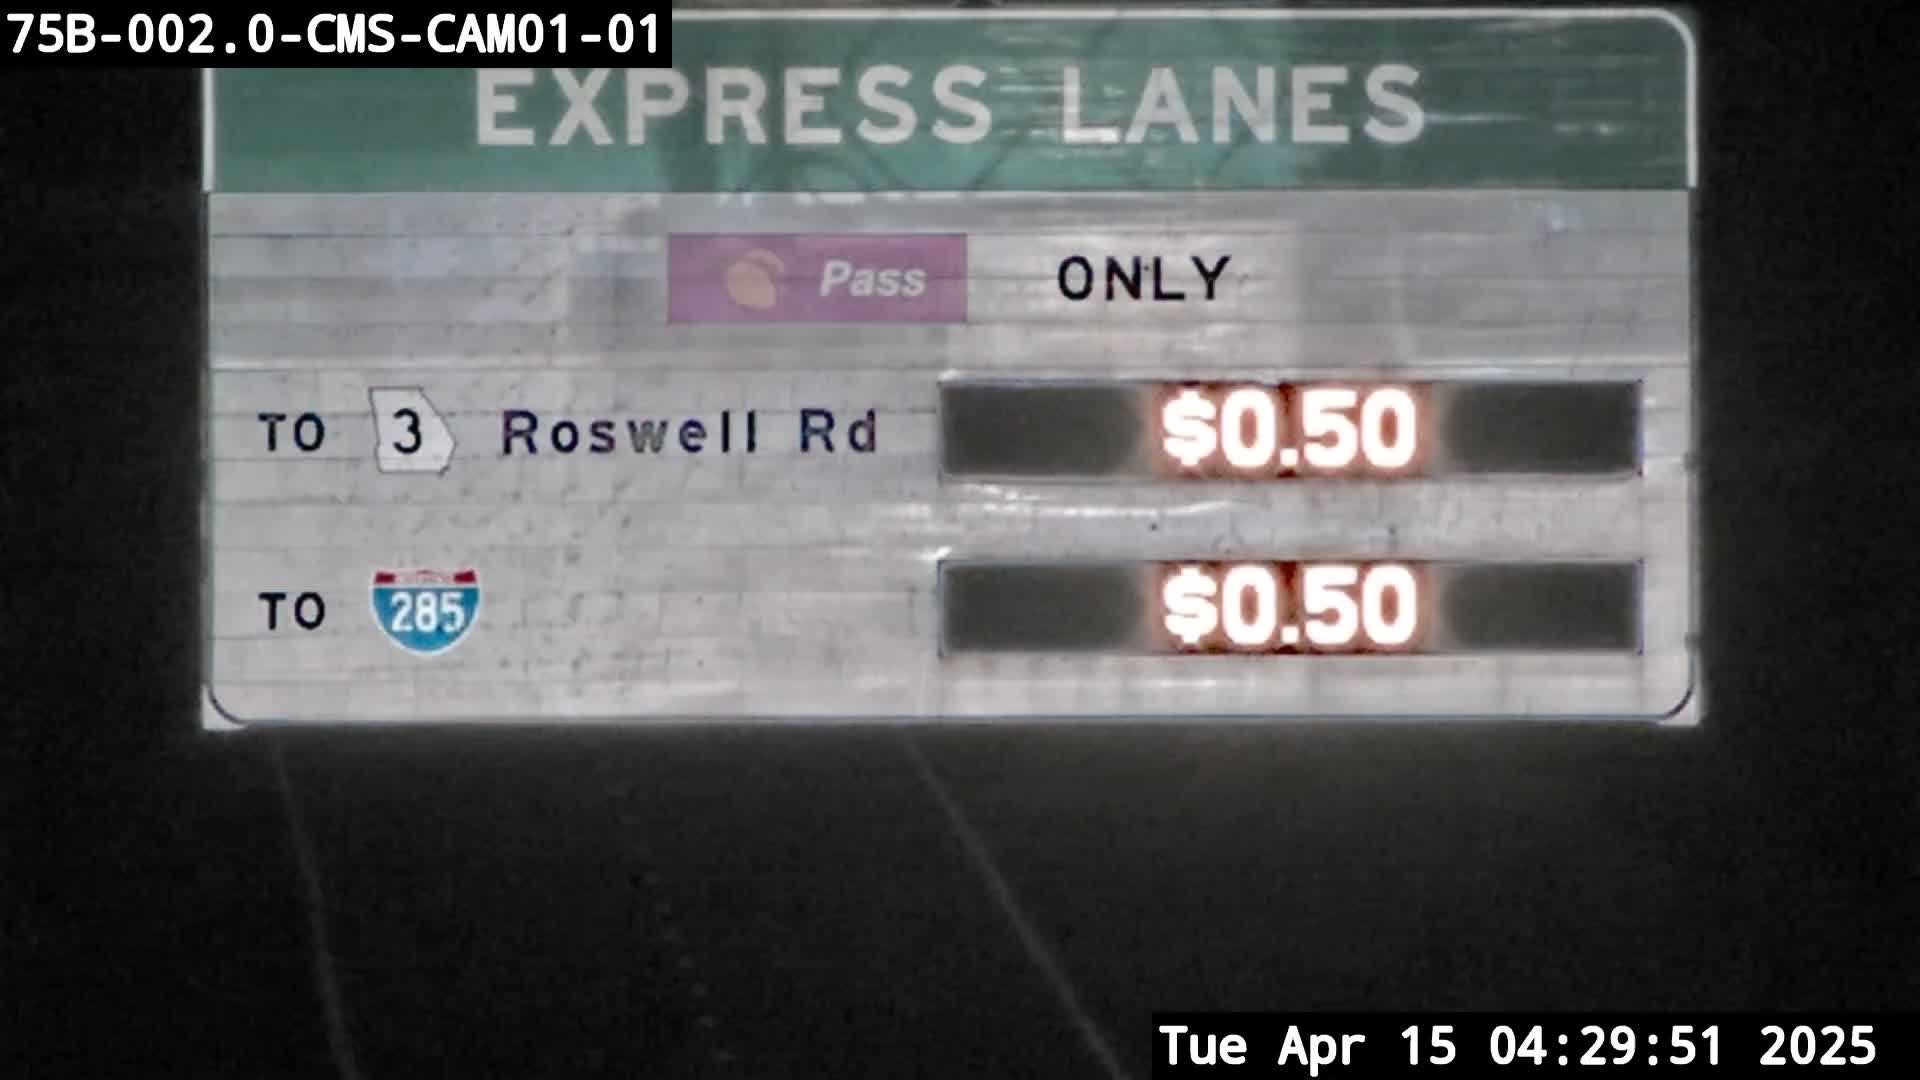 75B-002.0-CMS-CAM01-01
EXPRESS LANES
Pass ONLY
TO 3 Roswell Rd $0.50
TO 285 $0.50
Tue Apr 15 04:29:51 2025